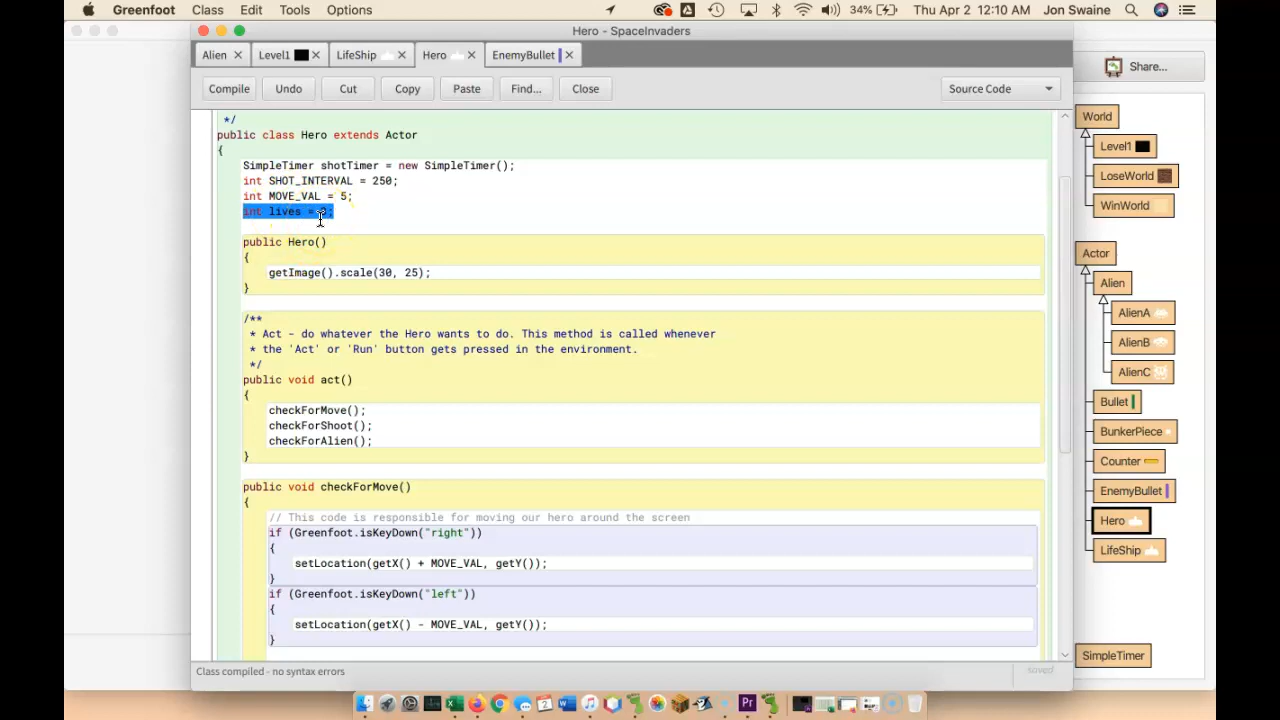 Greenfoot Class Edit Tools Options 34% Thu Apr 2 12:10 AM Jon Swaine
Hero - SpaceInvaders
Alien Level1 LifeShip Hero EnemyBullet
Compile Undo Cut Copy Paste Find... Close Source Code
Share...
*/
public class Hero extends Actor
{
SimpleTimer shotTimer = new SimpleTimer();
int SHOT_INTERVAL = 250;
int MOVE_VAL = 5;
int lives =
public Hero()
{
getImage().scale(30, 25);
}
/**
* Act - do whatever the Hero wants to do. This method is called whenever
* the 'Act' or 'Run' button gets pressed in the environment.
*/
public void act()
{
checkForMove();
checkForShoot();
checkForAlien();
}
public void checkForMove()
{
// This code is responsible for moving our hero around the screen
if (Greenfoot.isKeyDown("right"))
{
setLocation(getX() + MOVE_VAL, getY());
}
if (Greenfoot.isKeyDown("left"))
{
setLocation(getX() - MOVE_VAL, getY());
}
Class compiled - no syntax errors
saved
World
Level1
LoseWorld
WinWorld
Actor
Alien
AlienA
AlienB
AlienC
Bullet
BunkerPiece
Counter
EnemyBullet
Hero
LifeShip
SimpleTimer